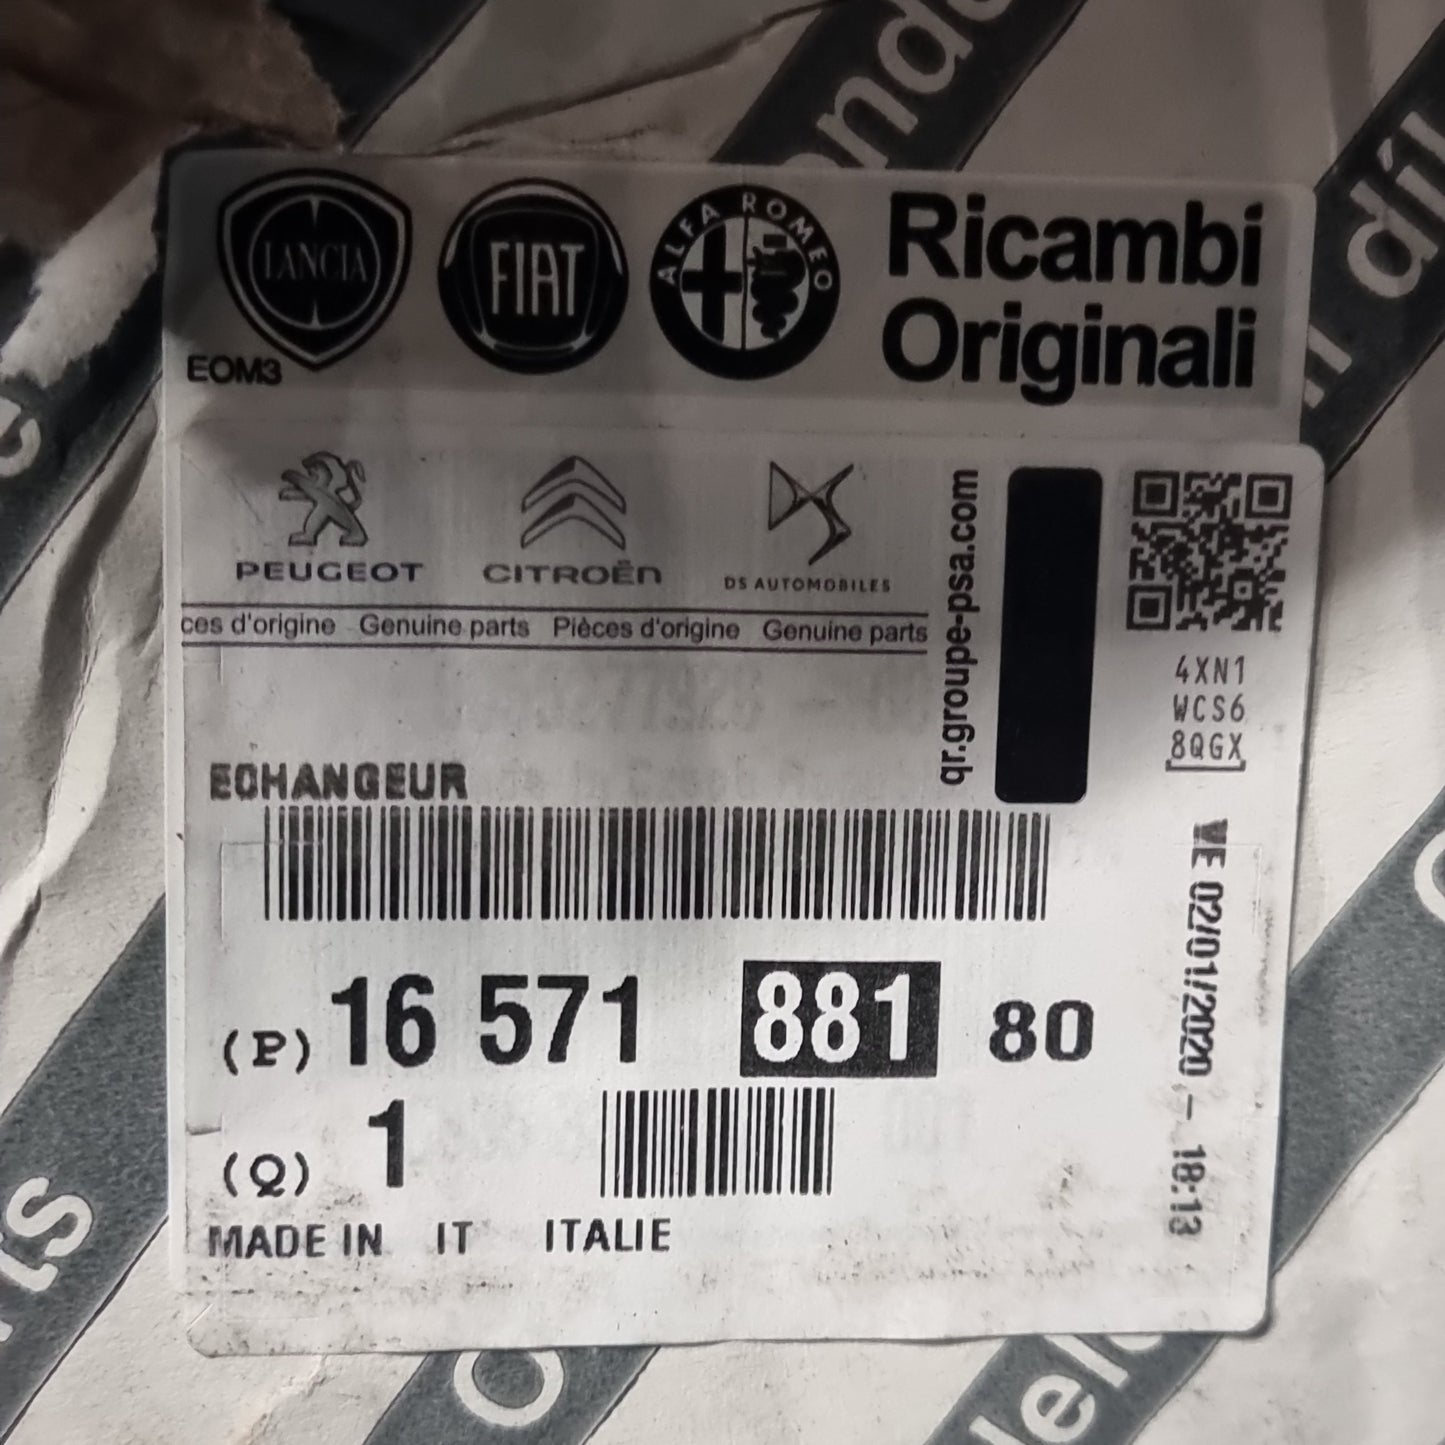 LANCIA
FIAT
ALFA ROMEO
Ricambi
Originali
EOM3
PEUGEOT
CITROËN
DS AUTOMOBILES
ces d'origine Genuine parts Pièces d'origine Genuine parts
qr.groupe-psa.com
4XN1
WCS6
8QGX
ECHANGEUR
VE 02/01/2020, - 18:13
(P) 16 571 881 80
(Q) 1
MADE IN IT ITALIE